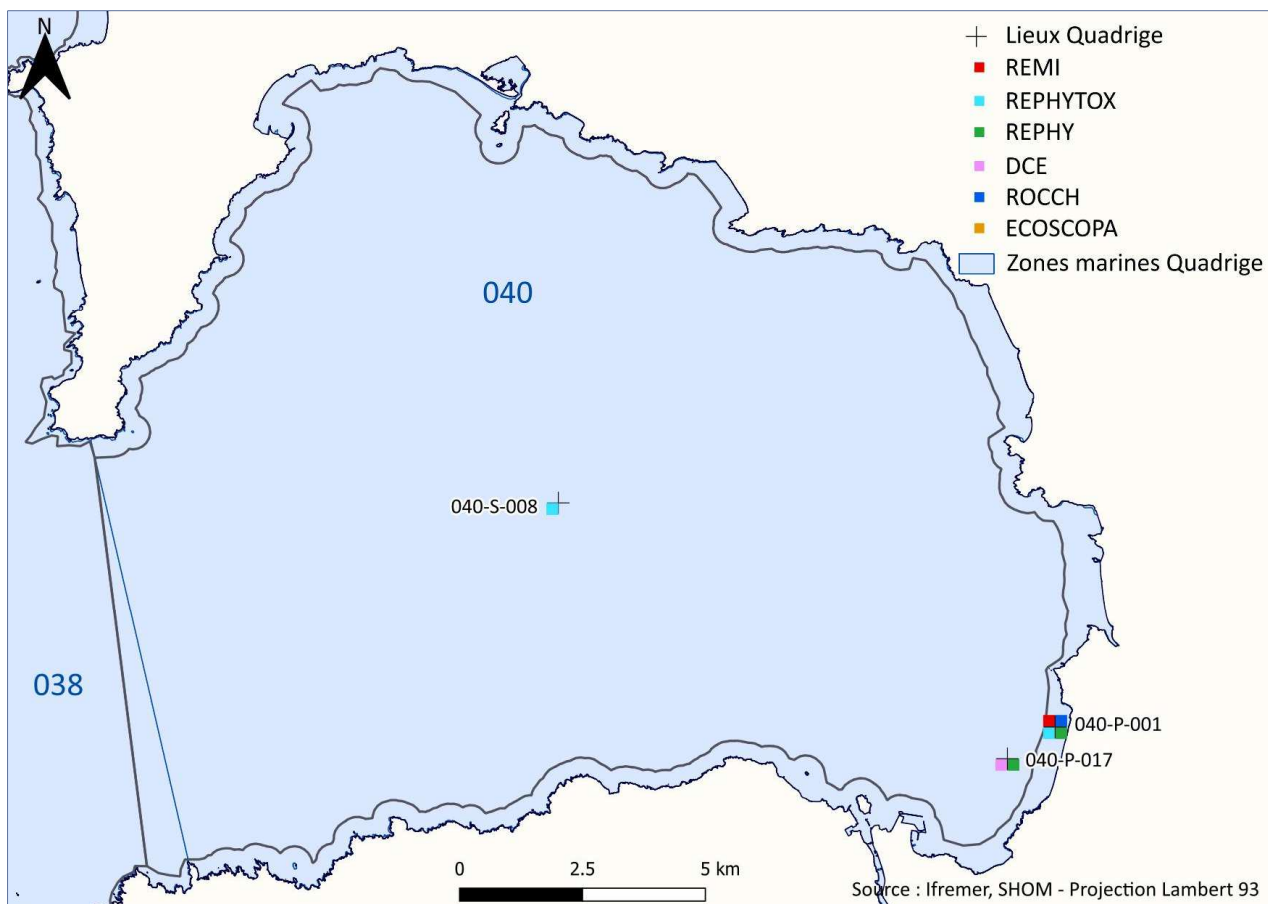 N
Lieux Quadrige
REMI
REPHYTOX
REPHY
DCE
ROCCH
ECOSCOPA
Zones marines Quadrige
040
040-S-008
038
040-P-001
040-P-017
0 2.5 5 km
Source : Ifremer, SHOM - Projection Lambert 93